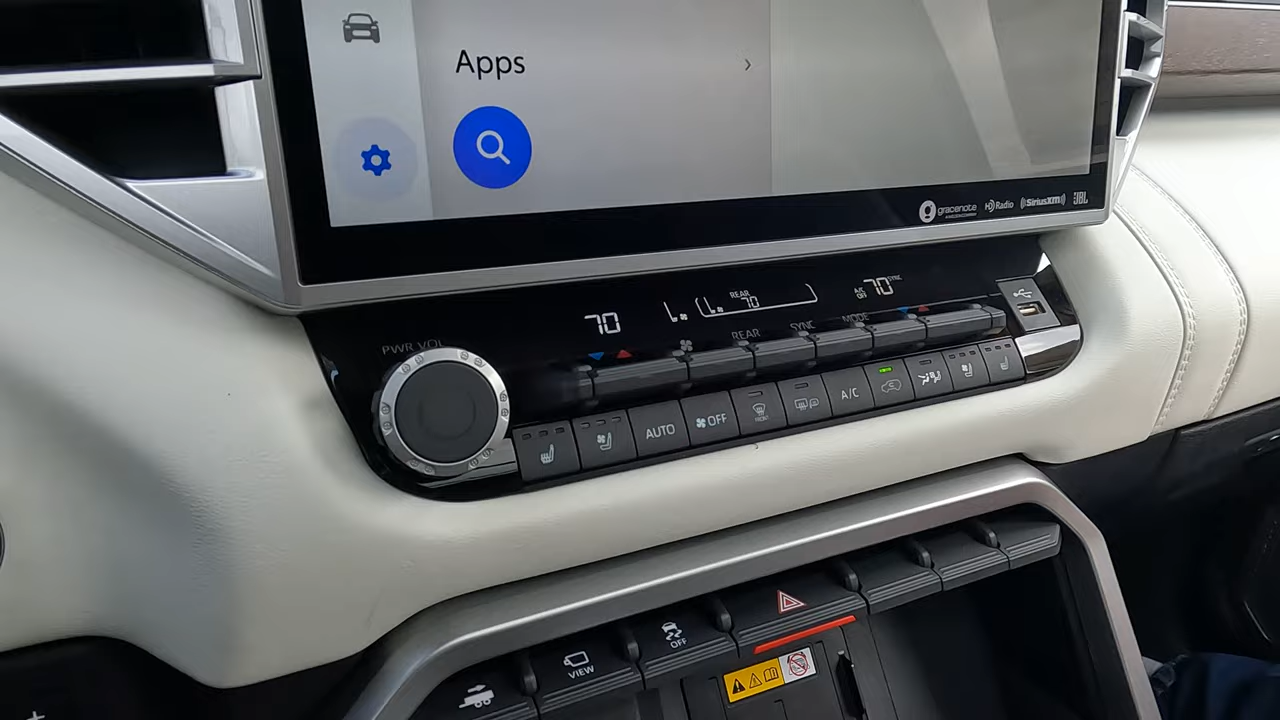 Apps
gracenote
HD Radio
SiriusXM
JBL
70
REAR
70
A/C
OFF
70
SYNC
PWR VOL
REAR
SYNC
MODE
AUTO
OFF
FRONT
A/C
VIEW
OFF